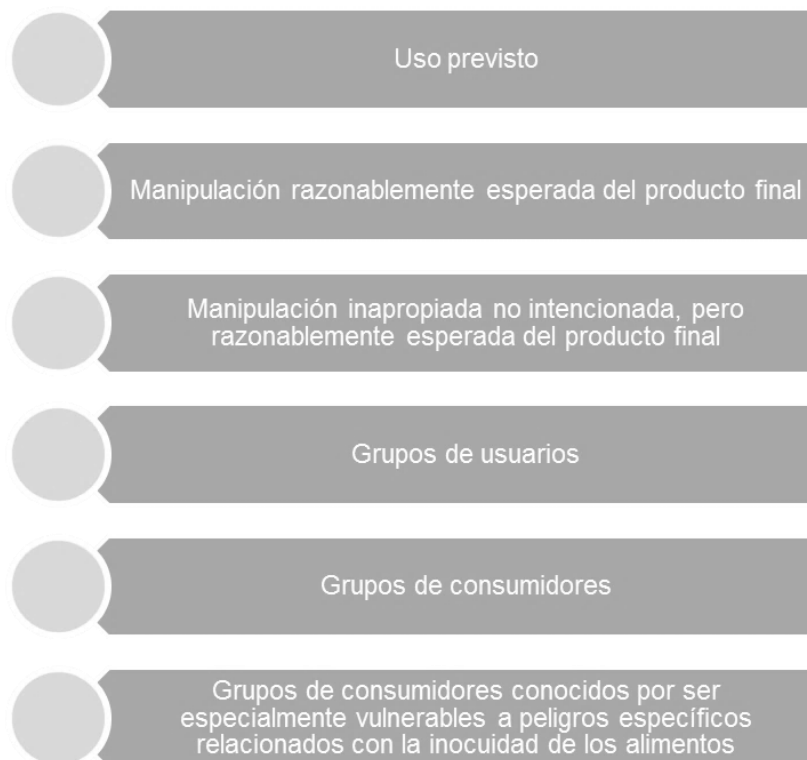 Uso previsto
Manipulación razonablemente esperada del producto final
Manipulación inapropiada no intencionada, pero
razonablemente esperada del producto final
Grupos de usuarios
Grupos de consumidores
Grupos de consumidores conocidos por ser
especialmente vulnerables a peligros específicos
relacionados con la inocuidad de los alimentos